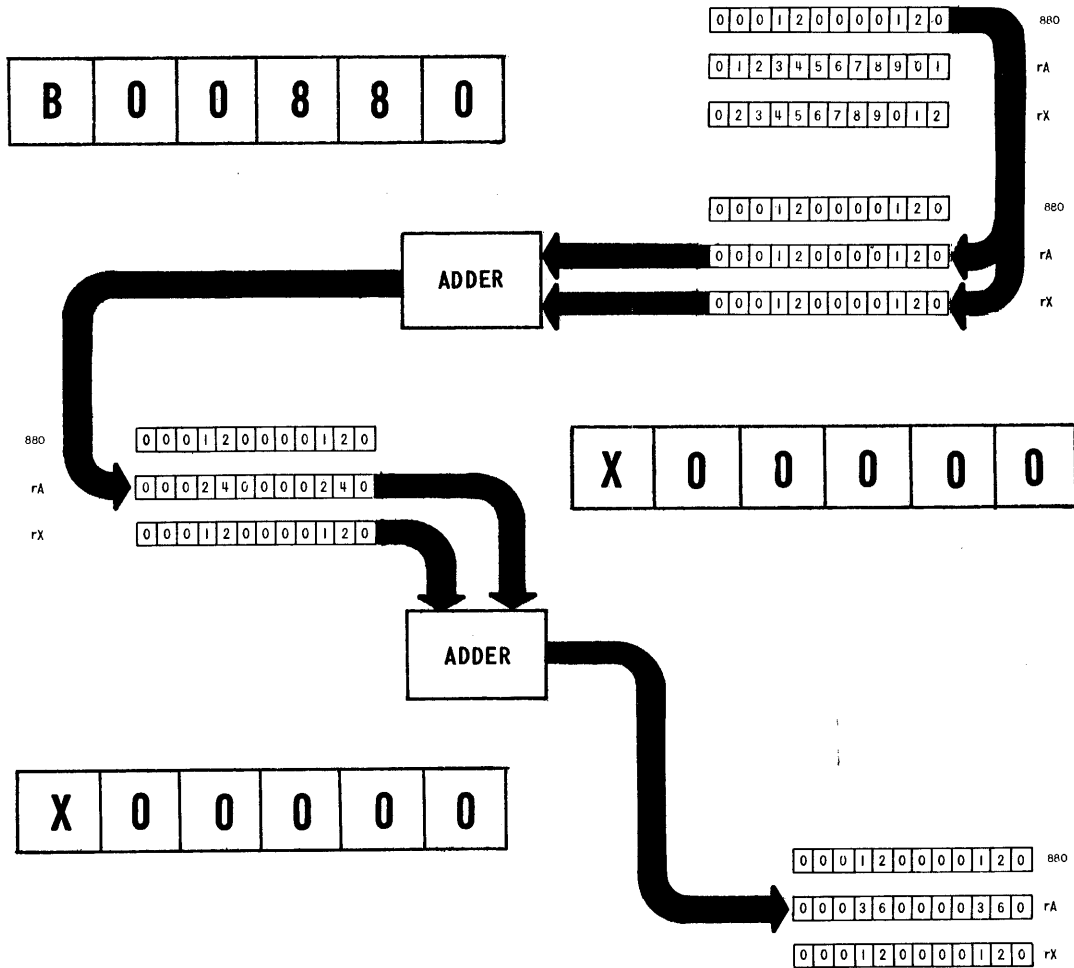 0 0 0 1 2 0 0 0 0 1 2 0 880
B 0 0 8 8 0
0 1 2 3 4 5 6 7 8 9 0 1 rA
0 2 3 4 5 6 7 8 9 0 1 2 rX
0 0 0 1 2 0 0 0 0 1 2 0 880
0 0 0 1 2 0 0 0 0 1 2 0 rA
ADDER
0 0 0 1 2 0 0 0 0 1 2 0 rX
880 0 0 0 1 2 0 0 0 0 1 2 0
X 0 0 0 0 0
rA 0 0 0 2 4 0 0 0 0 2 4 0
rX 0 0 0 1 2 0 0 0 0 1 2 0
ADDER
X 0 0 0 0 0
0 0 0 1 2 0 0 0 0 1 2 0 880
0 0 0 3 6 0 0 0 0 3 6 0 rA
0 0 0 1 2 0 0 0 0 1 2 0 rX